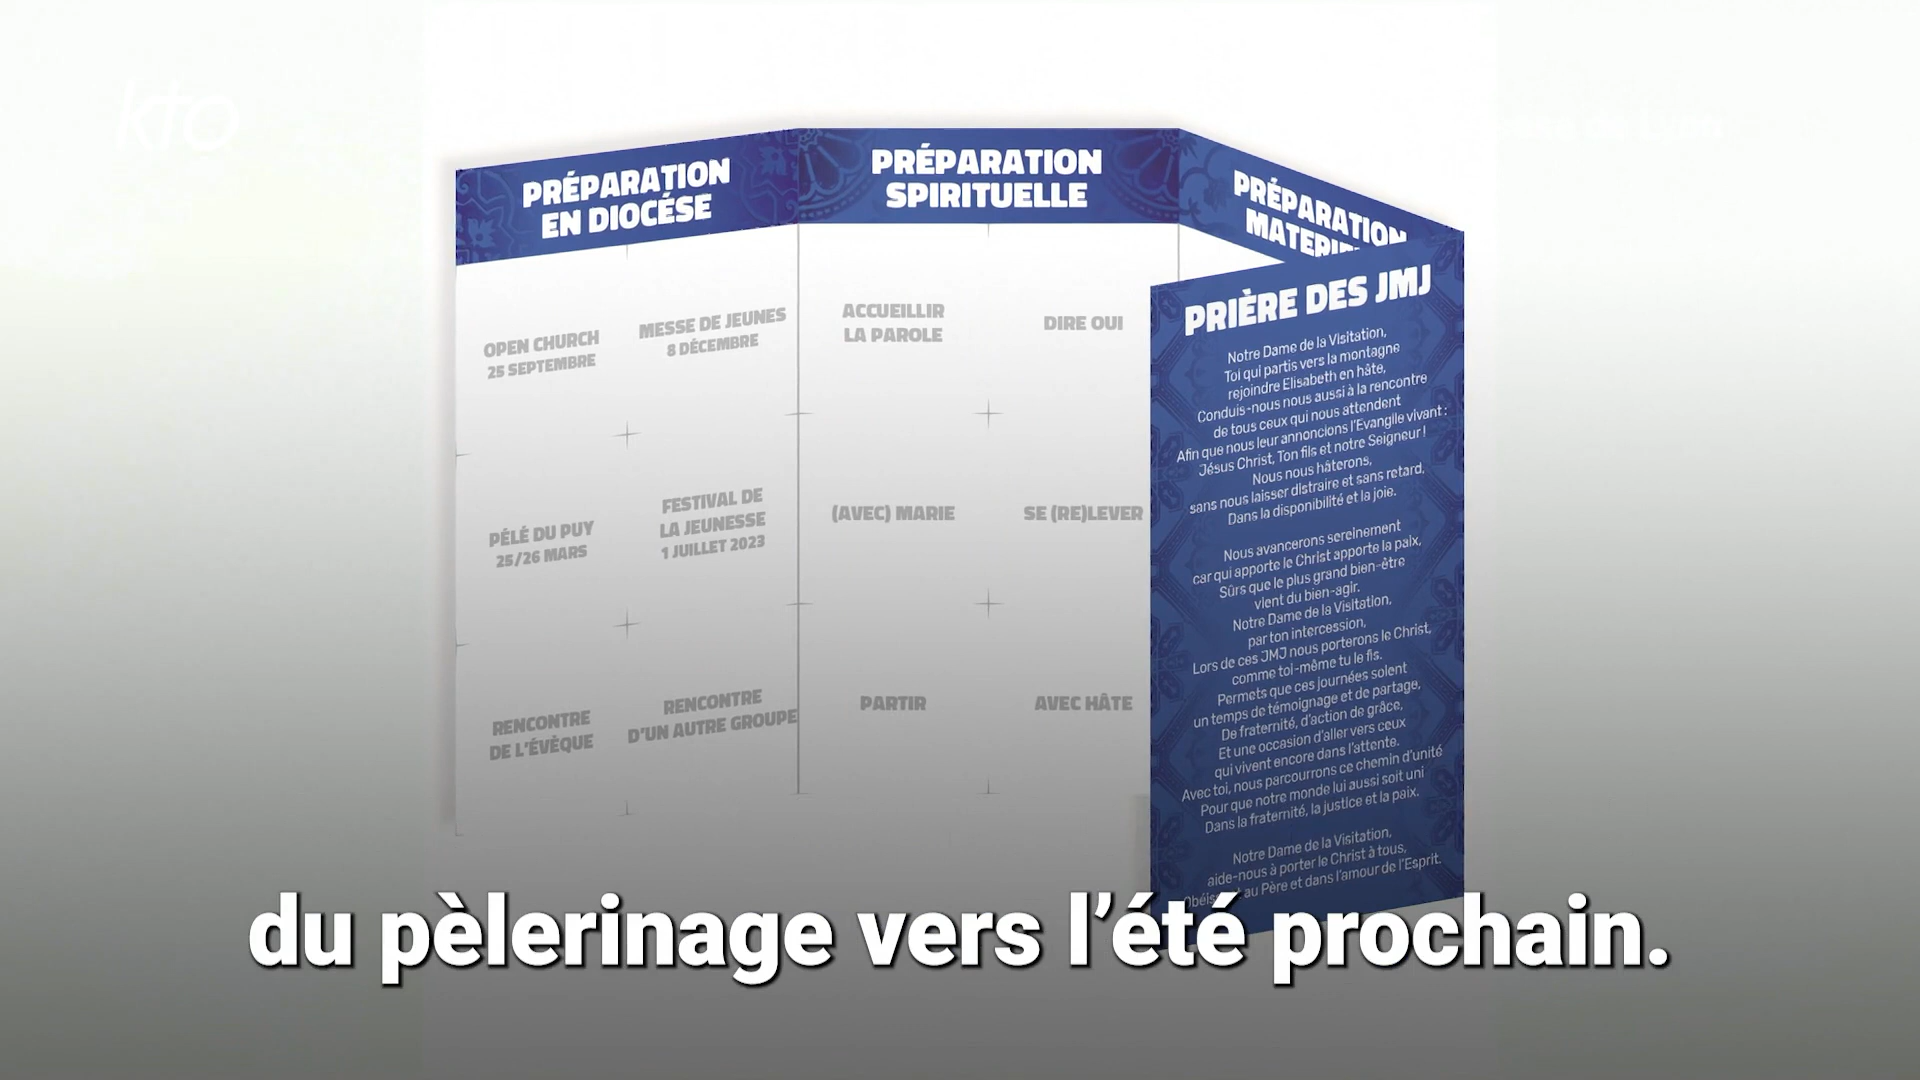 kto
PRÉPARATION
EN DIOCÉSE
OPEN CHURCH
25 SEPTEMBRE
MESSE DE JEUNES
8 DÉCEMBRE
PÉLÉ DU PUY
25/26 MARS
FESTIVAL DE
LA JEUNESSE
1 JUILLET 2023
RENCONTRE
DE L'ÉVÈQUE
RENCONTRE
D'UN AUTRE GROUPE
PRÉPARATION
SPIRITUELLE
ACCUEILLIR
LA PAROLE
DIRE OUI
(AVEC) MARIE
SE (RE)LEVER
PARTIR
AVEC HÂTE
PRÉPARATION
PRIÈRE DES JMJ
Notre Dame de la Visitation,
Toi qui partis vers la montagne
rejoindre Elisabeth en hâte,
Conduis-nous nous aussi à la rencontre
de tous ceux qui nous attendent
Afin que nous leur annoncions l'Evangile vivant :
Jésus Christ, Ton fils et notre Seigneur !
Nous nous hâterons,
sans nous laisser distraire et sans retard,
Dans la disponibilité et la joie.
Nous avancerons sereinement
car qui apporte le Christ apporte la paix,
Sûrs que le plus grand bien-être
vient du bien-agir.
Notre Dame de la Visitation,
par ton intercession,
Lors de ces JMJ nous porterons le Christ,
comme toi-même tu le fis.
Permets que ces journées soient
un temps de témoignage et de partage,
De fraternité, d'action de grâce,
Et une occasion d'aller vers ceux
qui vivent encore dans l'attente.
Avec toi, nous parcourrons ce chemin d'unité
Pour que notre monde lui aussi soit uni
Dans la fraternité, la justice et la paix.
Notre Dame de la Visitation,
aide-nous à porter le Christ à tous,
au Père et dans l'amour de l'Esprit.
du pèlerinage vers l'été prochain.